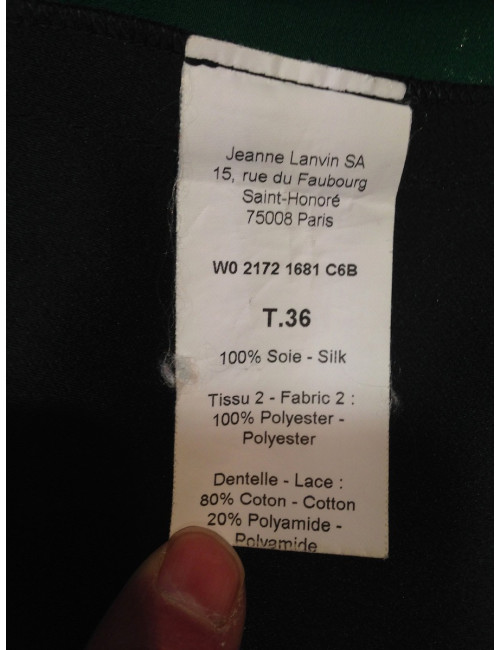 Jeanne Lanvin SA
15, rue du Faubourg
Saint-Honoré
75008 Paris
W0 2172 1681 C6B
T.36
100% Soie - Silk
Tissu 2 - Fabric 2 :
100% Polyester -
Polyester
Dentelle - Lace :
80% Coton - Cotton
20% Polyamide -
Polyamide